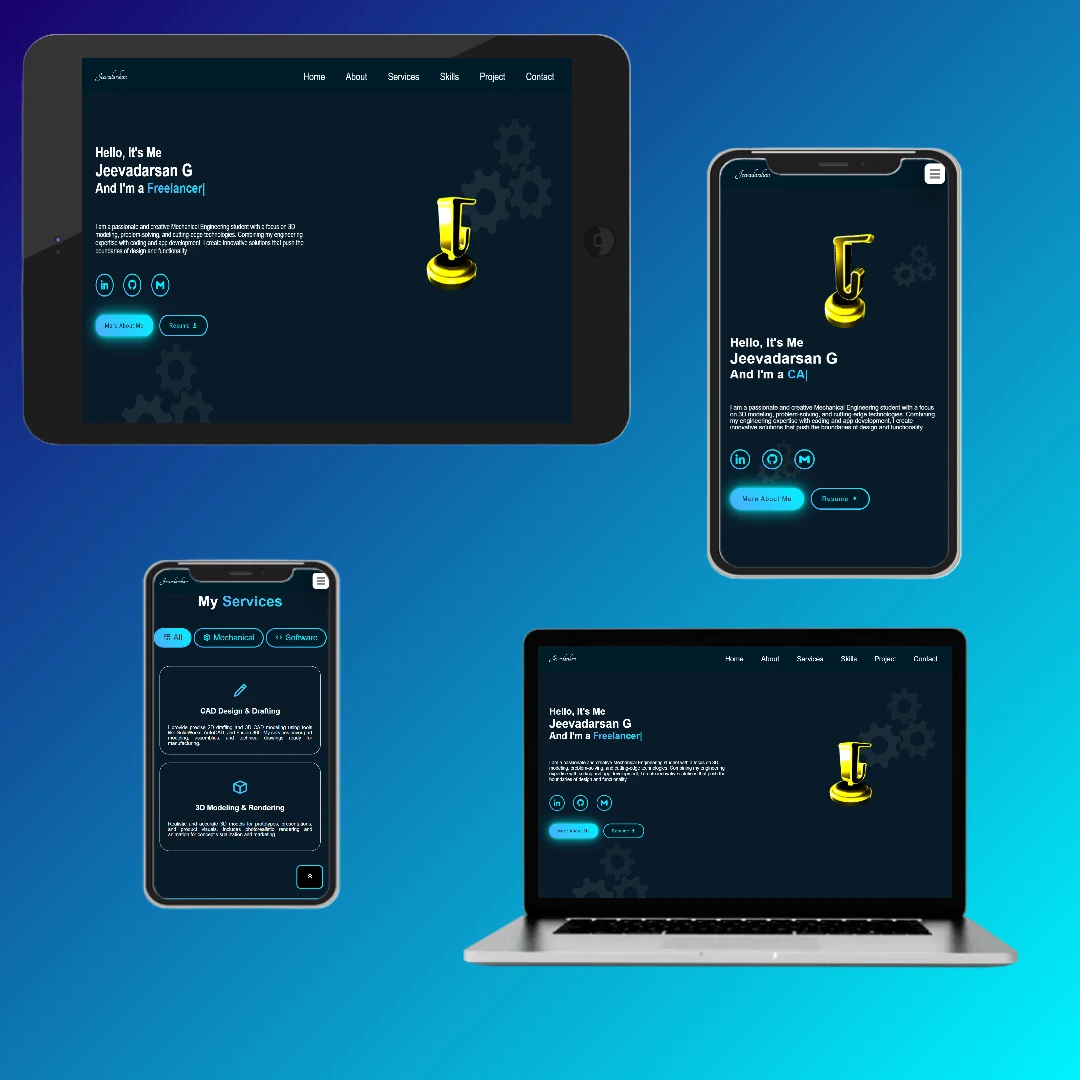 Jeevadarshan
Home About Services Skills Project Contact
Hello, It's Me
Jeevadarsan G
And I'm a Freelancer|
I am a passionate and creative Mechanical Engineering student with a focus on 3D
modeling, problem-solving, and cutting-edge technologies. Combining my engineering
expertise with coding and app development, I create innovative solutions that push the
boundaries of design and functionality
in
M
More About Me
Resume
Jeevadarshan
Hello, It's Me
Jeevadarsan G
And I'm a CA|
I am a passionate and creative Mechanical Engineering student with a focus
on 3D modeling, problem-solving, and cutting-edge technologies. Combining
my engineering expertise with coding and app development, I create
innovative solutions that push the boundaries of design and functionality
in
M
More About Me
Resume
Jeevadarshan
My Services
All
Mechanical
Software
CAD Design & Drafting
I provide precise 2D drafting and 3D CAD modeling using tools
like SolidWorks, AutoCAD, and Fusion 360. My services cover part
modeling, assemblies, and technical drawings ready for
manufacturing.
3D Modeling & Rendering
Realistic and accurate 3D models for prototypes, presentations,
and product visuals. Includes photorealistic rendering and
animation for concept visualization and marketing
Jeevadarshan
Home About Services Skills Project Contact
Hello, It's Me
Jeevadarsan G
And I'm a Freelancer|
I am a passionate and creative Mechanical Engineering student with a focus on 3D
modeling, problem-solving, and cutting-edge technologies. Combining my engineering
expertise with coding and app development, I create innovative solutions that push the
boundaries of design and functionality
in
M
More About Me
Resume